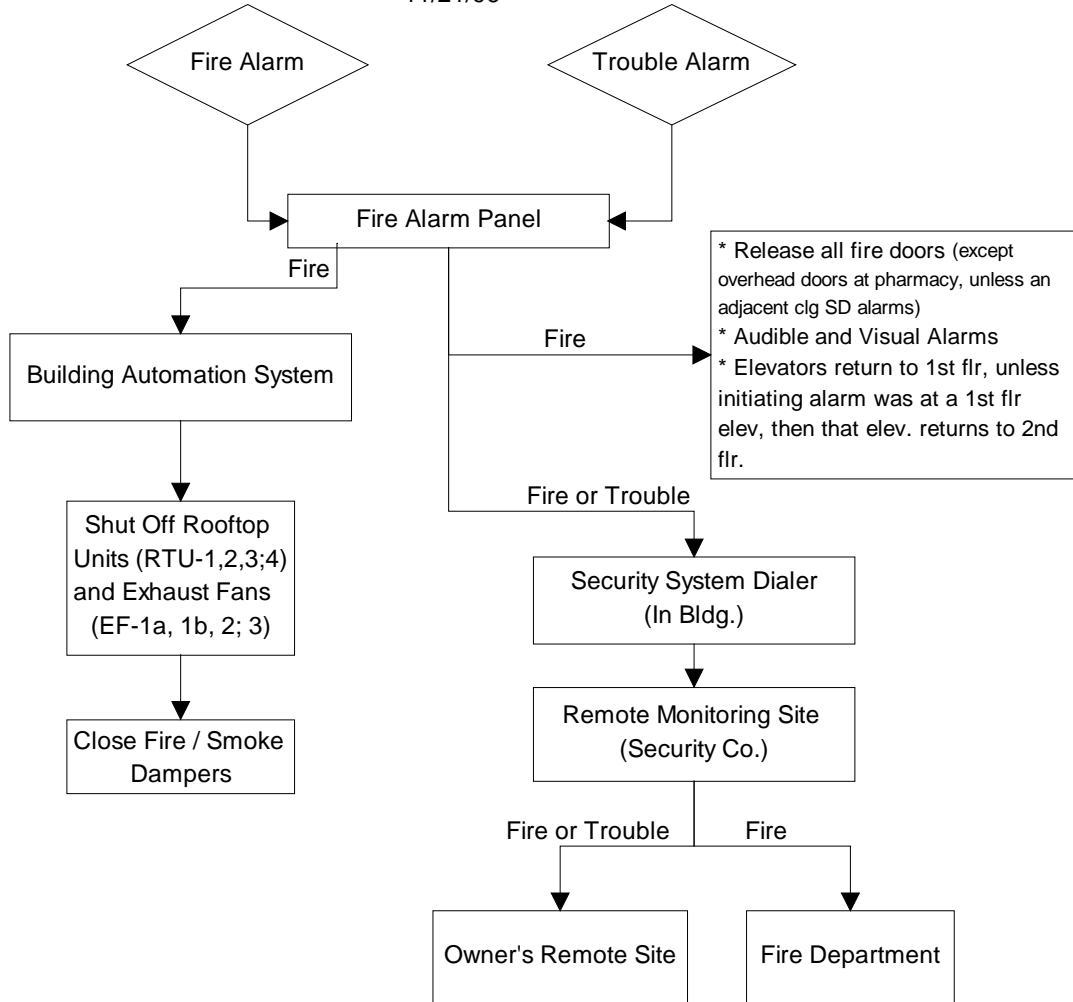 Fire Alarm
Trouble Alarm
Fire Alarm Panel
Fire
* Release all fire doors (except
overhead doors at pharmacy, unless an
adjacent clg SD alarms)
* Audible and Visual Alarms
* Elevators return to 1st flr, unless
initiating alarm was at a 1st flr
elev, then that elev. returns to 2nd
flr.
Fire
Building Automation System
Fire or Trouble
Shut Off Rooftop
Units (RTU-1,2,3;4)
and Exhaust Fans
(EF-1a, 1b, 2; 3)
Security System Dialer
(In Bldg.)
Remote Monitoring Site
(Security Co.)
Close Fire / Smoke
Dampers
Fire or Trouble
Fire
Owner's Remote Site
Fire Department